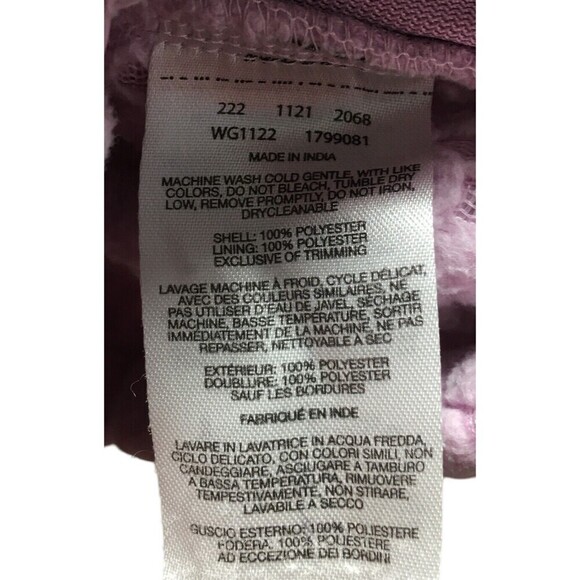 222 1121 2068
WG1122 1799081
MADE IN INDIA
MACHINE WASH COLD GENTLE, WITH LIKE
COLORS, DO NOT BLEACH, TUMBLE DRY
LOW, REMOVE PROMPTLY, DO NOT IRON,
DRYCLEANABLE
SHELL: 100% POLYESTER
LINING: 100% POLYESTER
EXCLUSIVE OF TRIMMING
LAVAGE MACHINE À FROID, CYCLE DÉLICAT,
AVEC DES COULEURS SIMILAIRES, NE
PAS UTILISER D'EAU DE JAVEL, SÉCHAGE
MACHINE, BASSE TEMPÉRATURE, SORTIR
IMMÉDIATEMENT DE LA MACHINE, NE PAS
REPASSER, NETTOYABLE À SEC
EXTÉRIEUR: 100% POLYESTER
DOUBLURE: 100% POLYESTER
SAUF LES BORDURES
FABRIQUÉ EN INDE
LAVARE IN LAVATRICE IN ACQUA FREDDA,
CICLO DELICATO, CON COLORI SIMILI, NON
CANDEGGIARE, ASCIUGARE A TAMBURO
A BASSA TEMPERATURA, RIMUOVERE
TEMPESTIVAMENTE, NON STIRARE,
LAVABILE A SECCO
GUSCIO ESTERNO: 100% POLIESTERE
FODERA: 100% POLIESTERE
AD ECCEZIONE DEI BORDINI